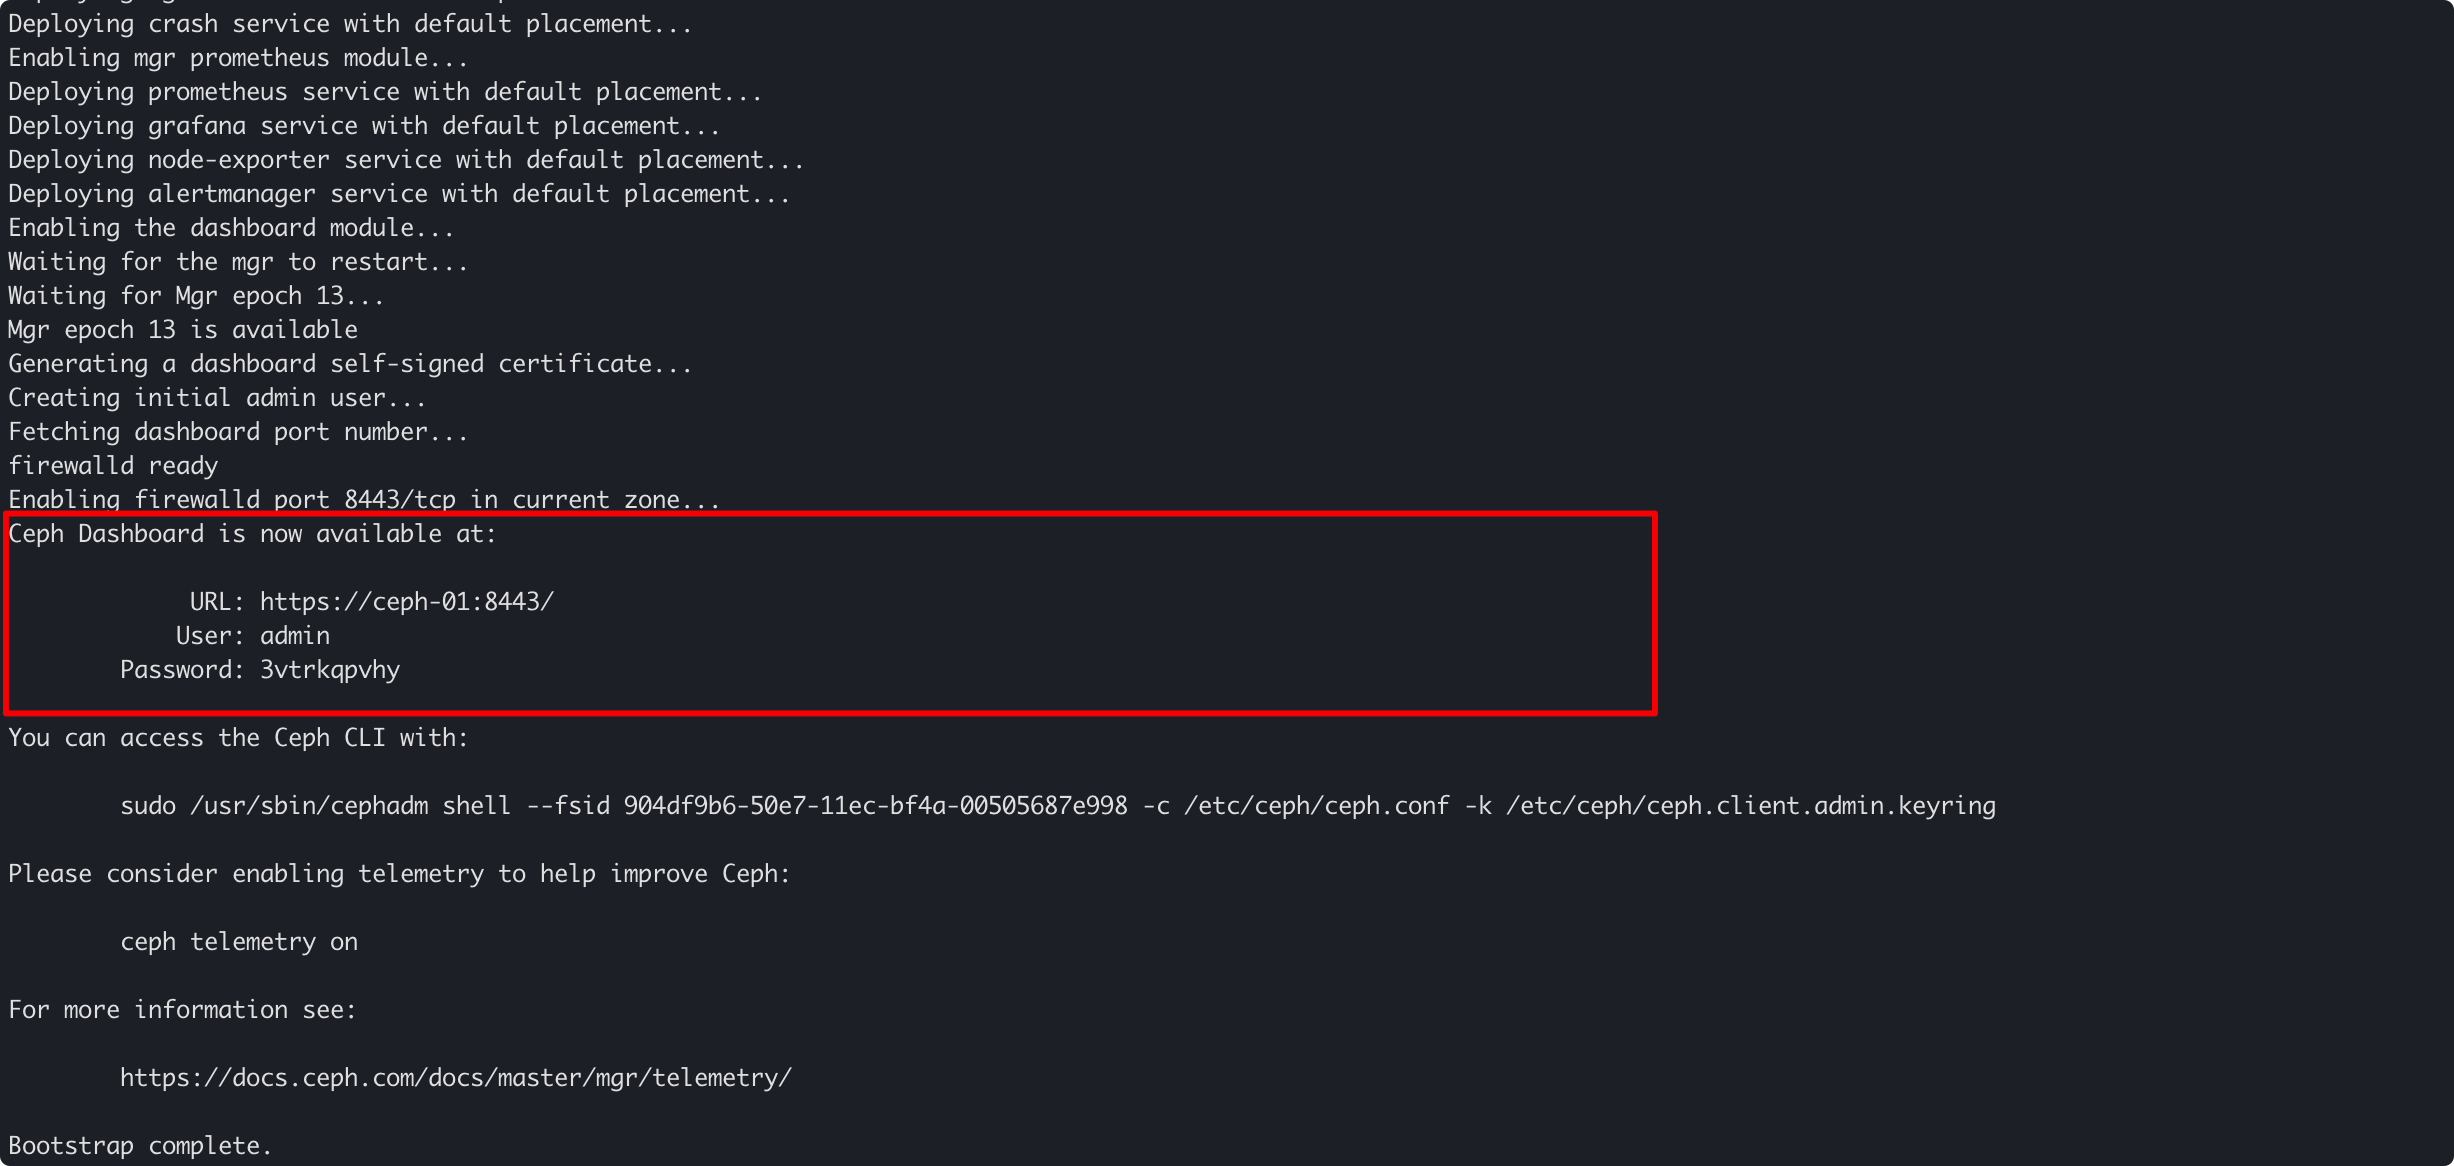 Deploying crash service with default placement...
Enabling mgr prometheus module...
Deploying prometheus service with default placement...
Deploying grafana service with default placement...
Deploying node-exporter service with default placement...
Deploying alertmanager service with default placement...
Enabling the dashboard module...
Waiting for the mgr to restart...
Waiting for Mgr epoch 13...
Mgr epoch 13 is available
Generating a dashboard self-signed certificate...
Creating initial admin user...
Fetching dashboard port number...
firewalld ready
Enabling firewalld port 8443/tcp in current zone...
Ceph Dashboard is now available at:
URL: https://ceph-01:8443/
User: admin
Password: 3vtrkqpvhy
You can access the Ceph CLI with:
sudo /usr/sbin/cephadm shell --fsid 904df9b6-50e7-11ec-bf4a-00505687e998 -c /etc/ceph/ceph.conf -k /etc/ceph/ceph.client.admin.keyring
Please consider enabling telemetry to help improve Ceph:
ceph telemetry on
For more information see:
https://docs.ceph.com/docs/master/mgr/telemetry/
Bootstrap complete.